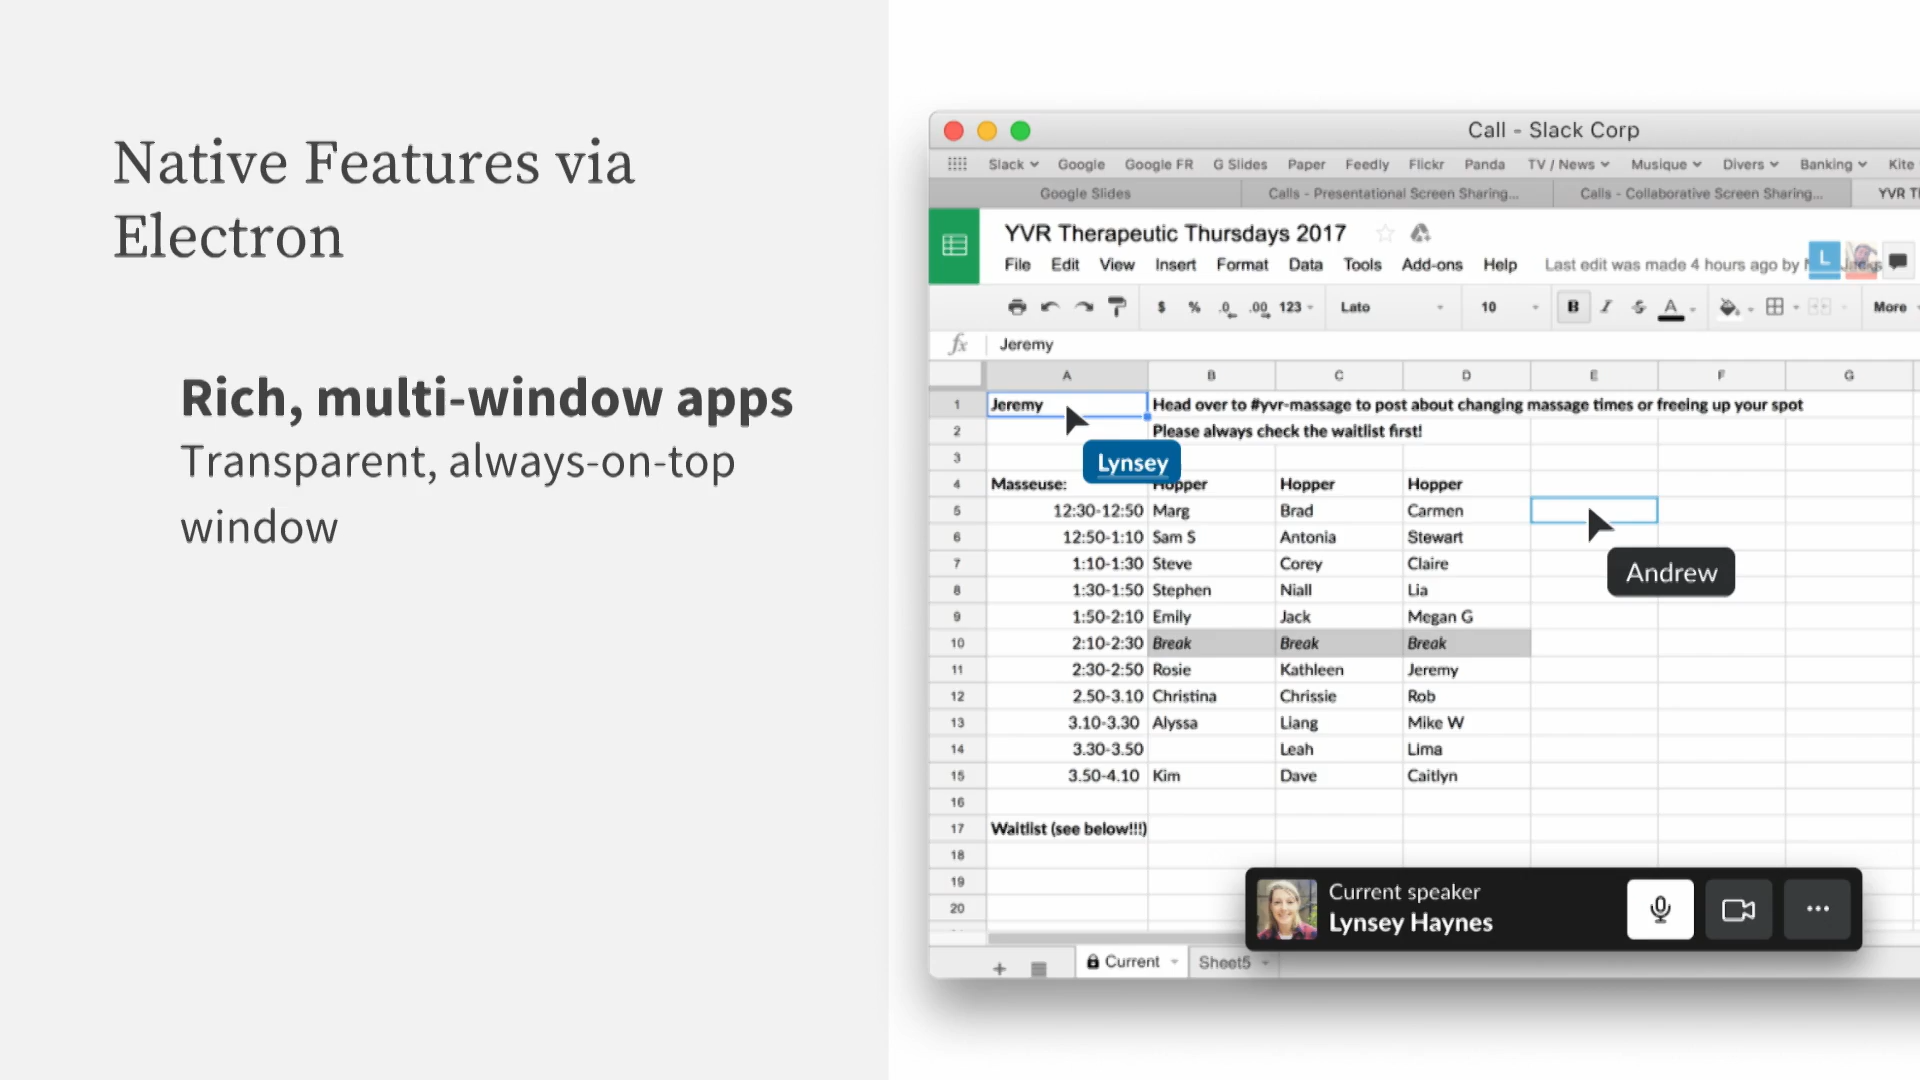 Native Features via
Electron
Rich, multi-window apps
Transparent, always-on-top
window
Call - Slack Corp
Slack Google Google FR G Slides Paper Feedly Flickr Panda TV / News Musique Divers Banking Kite
Google Slides Calls - Presentational Screen Sharing... Calls - Collaborative Screen Sharing... YVR
YVR Therapeutic Thursdays 2017
File Edit View Insert Format Data Tools Add-ons Help Last edit was made 4 hours ago by L
$ % .0 .00 123 Lato 10 B I S A More
fx Jeremy
A B C D E F G
1 Jeremy Head over to #yvr-massage to post about changing massage times or freeing up your spot
2 Please always check the waitlist first!
3
Lynsey
4 Masseuse: Hopper Hopper Hopper
5 12:30-12:50 Marg Brad Carmen
6 12:50-1:10 Sam S Antonia Stewart
7 1:10-1:30 Steve Corey Claire
Andrew
8 1:30-1:50 Stephen Niall Lia
9 1:50-2:10 Emily Jack Megan G
10 2:10-2:30 Break Break Break
11 2:30-2:50 Rosie Kathleen Jeremy
12 2.50-3.10 Christina Chrissie Rob
13 3.10-3.30 Alyssa Liang Mike W
14 3.30-3.50 Leah Lima
15 3.50-4.10 Kim Dave Caitlyn
16
17 Waitlist (see below!!!)
18
19
20
Current speaker
Lynsey Haynes
Current Sheet5